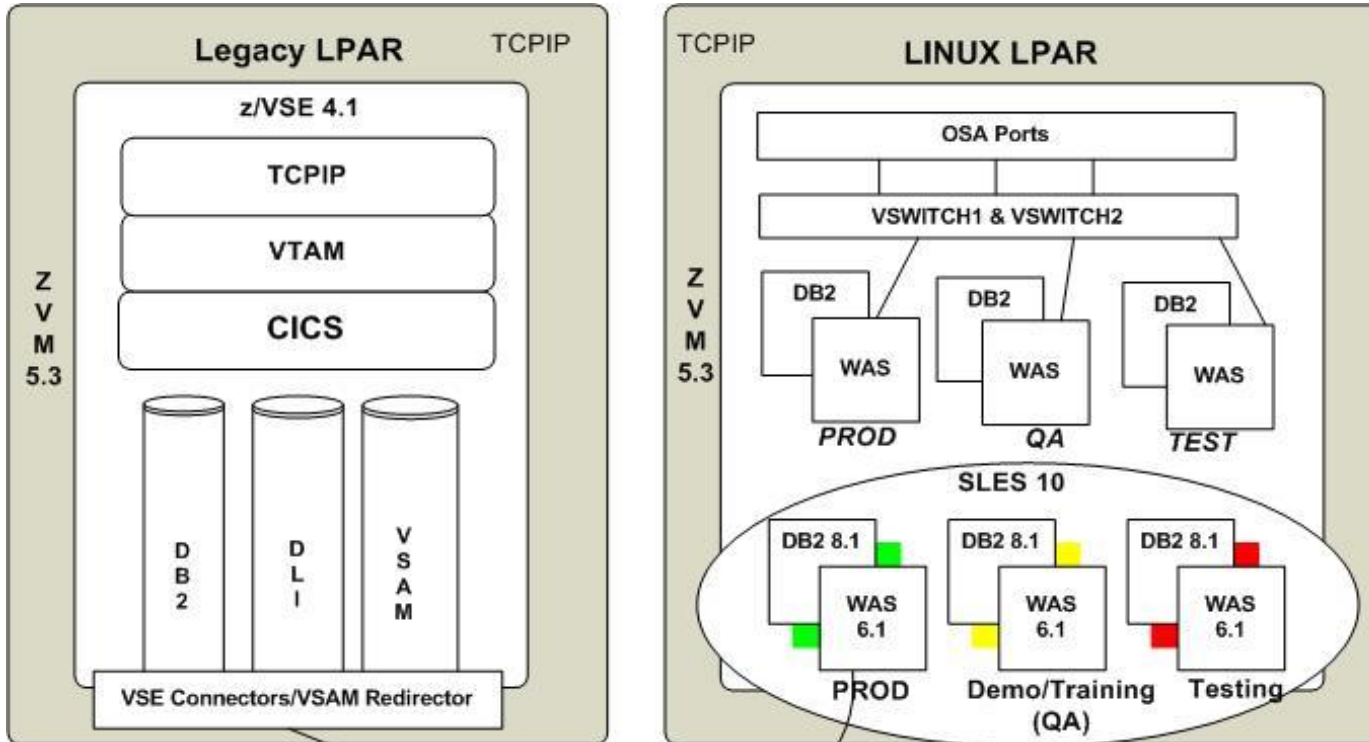 Legacy LPAR
TCPIP
z/VSE 4.1
TCPIP
VTAM
CICS
Z
V
M
5.3
D
B
2
D
L
I
V
S
A
M
VSE Connectors/VSAM Redirector
TCPIP
LINUX LPAR
OSA Ports
VSWITCH1 & VSWITCH2
Z
V
M
5.3
DB2
WAS
PROD
DB2
WAS
QA
DB2
WAS
TEST
SLES 10
DB2 8.1
WAS
6.1
PROD
DB2 8.1
WAS
6.1
Demo/Training
(QA)
DB2 8.1
WAS
6.1
Testing